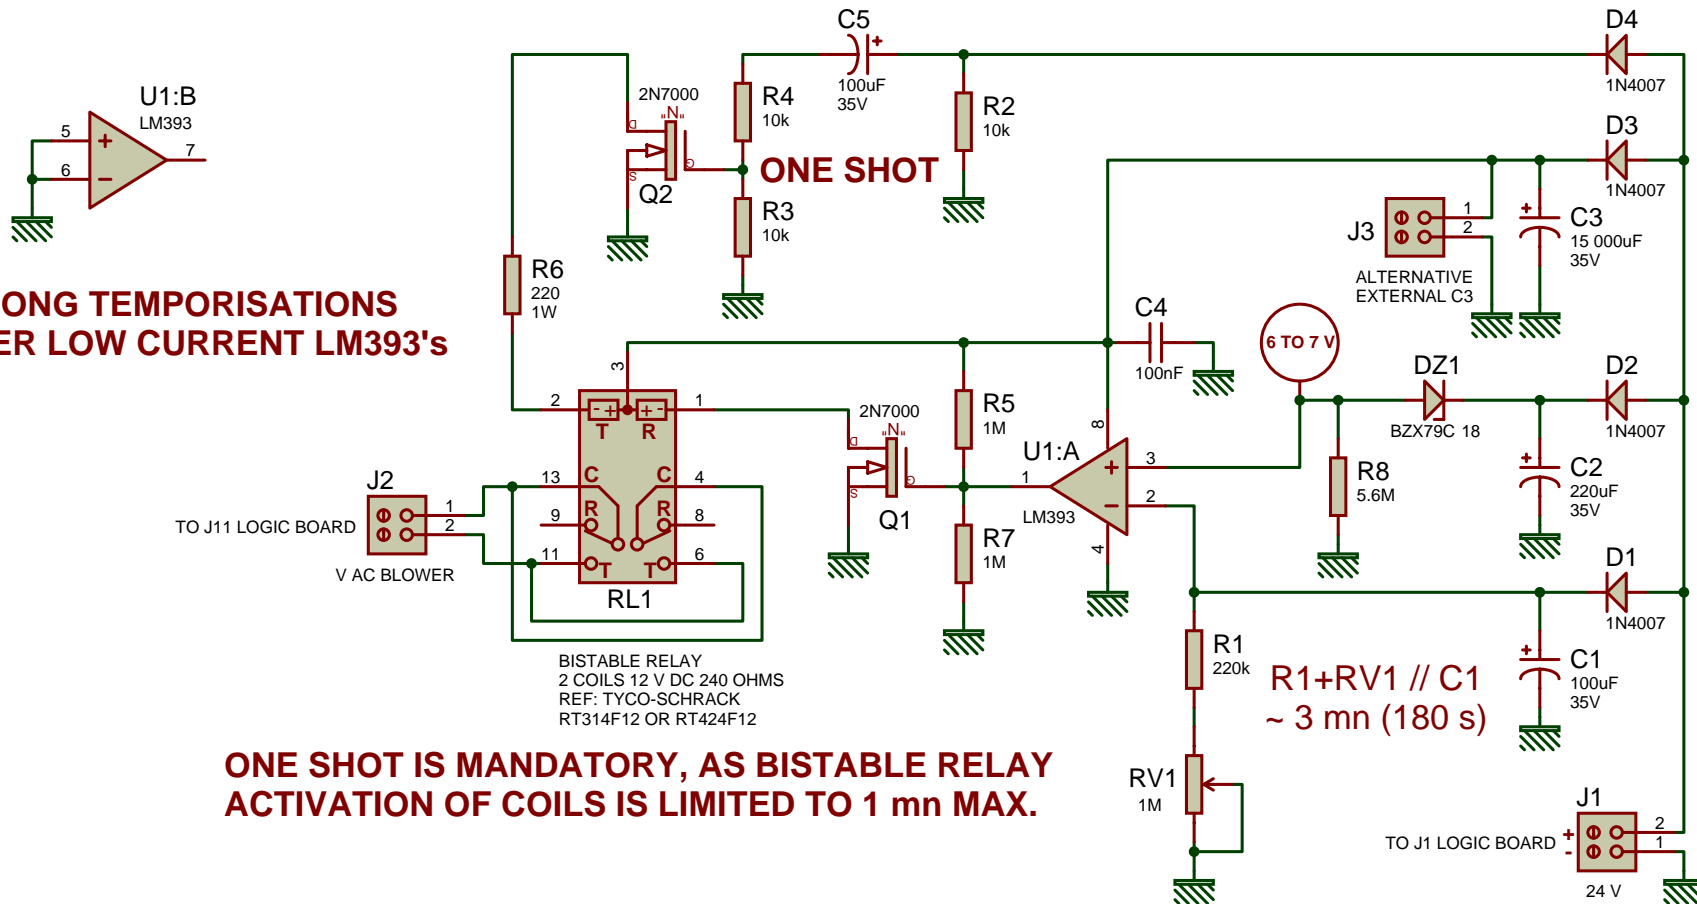 C5
100uF
35V
D4
1N4007
U1:B
LM393
5
6
7
2N7000
"N"
D
S
G
Q2
R4
10k
R2
10k
D3
1N4007
ONE SHOT
R3
10k
J3
1
2
ALTERNATIVE
EXTERNAL C3
C3
15 000uF
35V
R6
220
1W
ONG TEMPORISATIONS
ER LOW CURRENT LM393's
C4
100nF
6 TO 7 V
DZ1
BZX79C 18
D2
1N4007
3
2
1
T
R
2N7000
"N"
D
S
G
Q1
R5
1M
U1:A
LM393
8
3
2
1
4
R8
5.6M
C2
220uF
35V
J2
1
2
TO J11 LOGIC BOARD
V AC BLOWER
13
C
C
4
9
R
R
8
11
T
T
6
RL1
R7
1M
D1
1N4007
BISTABLE RELAY
2 COILS 12 V DC 240 OHMS
REF: TYCO-SCHRACK
RT314F12 OR RT424F12
R1
220k
R1+RV1 // C1
~ 3 mn (180 s)
C1
100uF
35V
ONE SHOT IS MANDATORY, AS BISTABLE RELAY
ACTIVATION OF COILS IS LIMITED TO 1 mn MAX.
RV1
1M
J1
TO J1 LOGIC BOARD
+
-
2
1
24 V